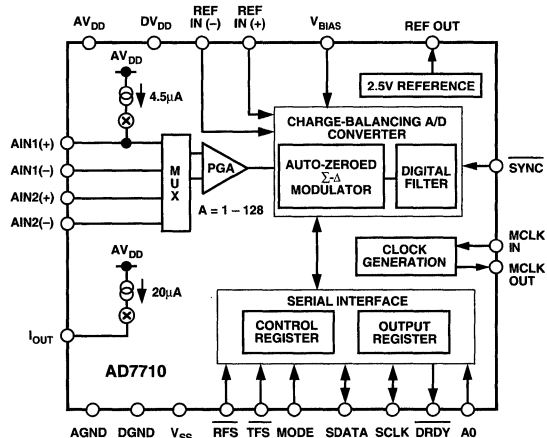 AVDD DVDD REF IN (–) REF IN (+) VBIAS REF OUT
AVDD
4.5µA
2.5V REFERENCE
CHARGE-BALANCING A/D
CONVERTER
AUTO-ZEROED
Σ-Δ
MODULATOR
DIGITAL
FILTER
AIN1(+)
AIN1(–)
AIN2(+)
AIN2(–)
MUX
PGA
A = 1 – 128
SYNC
AVDD
20µA
IOUT
CLOCK
GENERATION
MCLK
IN
MCLK
OUT
SERIAL INTERFACE
CONTROL
REGISTER
OUTPUT
REGISTER
AD7710
AGND DGND VSS RFS TFS MODE SDATA SCLK DRDY A0